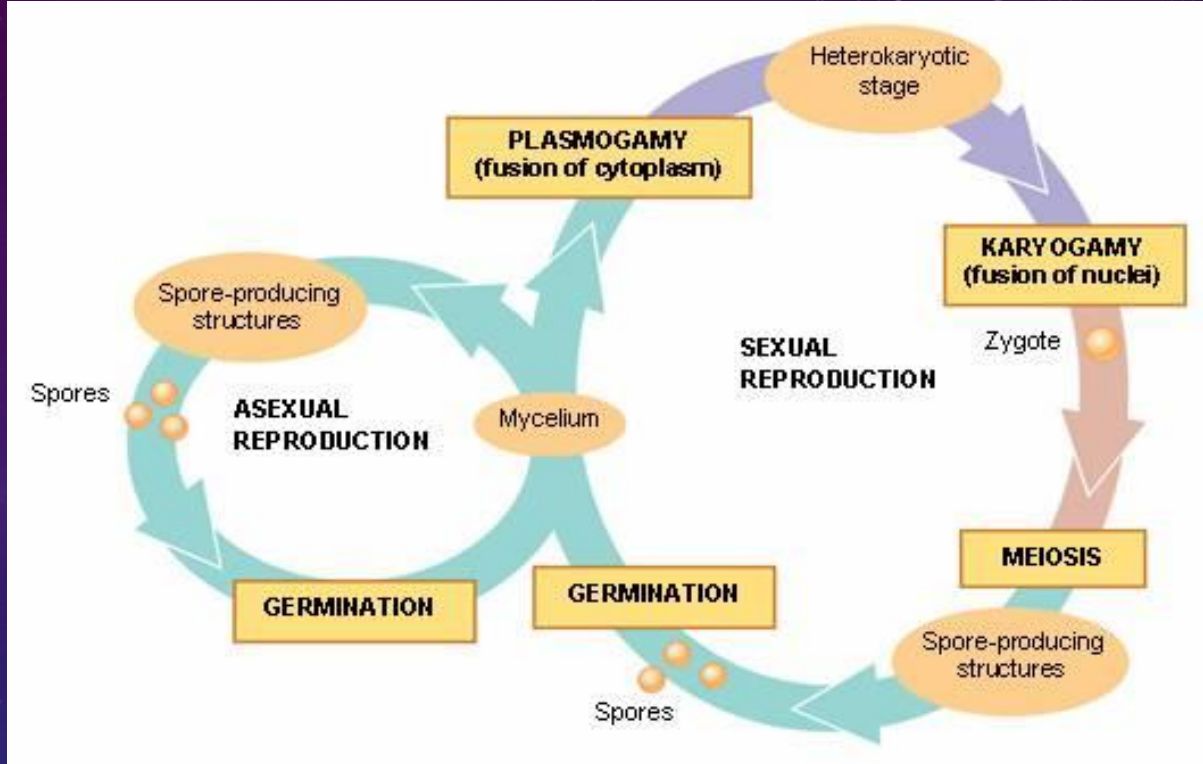 Heterokaryotic
stage
PLASMOGAMY
(fusion of cytoplasm)
KARYOGAMY
(fusion of nuclei)
Spore-producing
structures
Zygote
SEXUAL
REPRODUCTION
Spores
ASEXUAL
REPRODUCTION
Mycelium
MEIOSIS
GERMINATION
GERMINATION
Spore-producing
structures
Spores